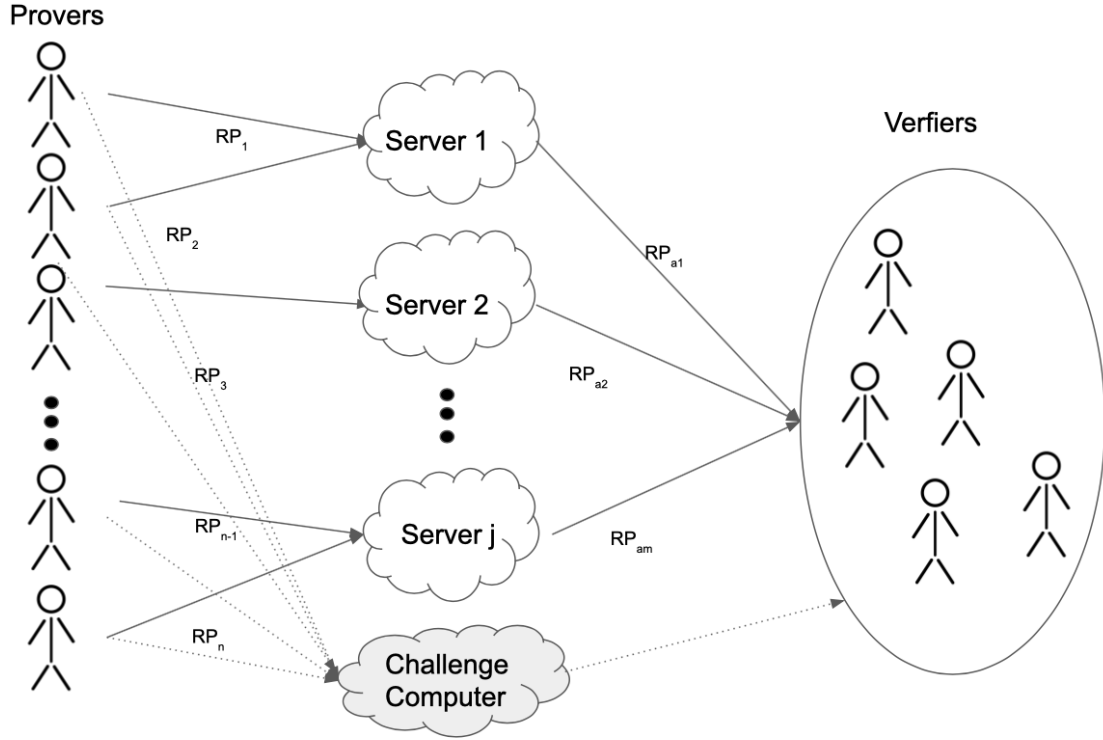 Provers
Verfiers
RP₁
Server 1
RP₂
RPₐ₁
Server 2
RP₃
RPₐ₂
RPₙ₋₁
Server j
RPₐₘ
RPₙ
Challenge
Computer